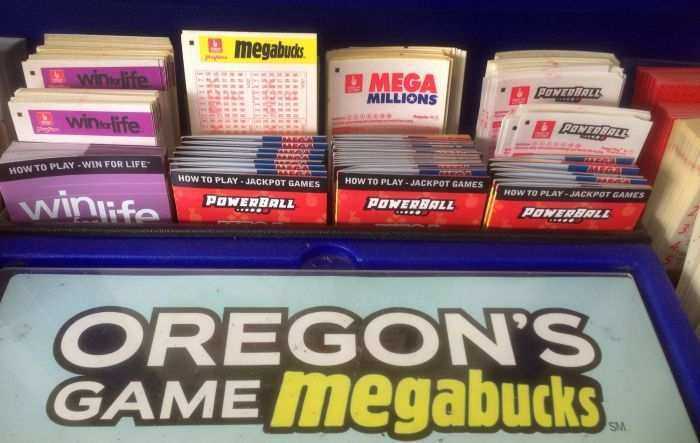 win for life
win for life
megabucks
MEGA
MILLIONS
POWERBALL
POWERBALL
HOW TO PLAY - WIN FOR LIFE
win for life
HOW TO PLAY - JACKPOT GAMES
POWERBALL
HOW TO PLAY - JACKPOT GAMES
POWERBALL
HOW TO PLAY - JACKPOT GAMES
POWERBALL
OREGON'S
GAME megabucks SM